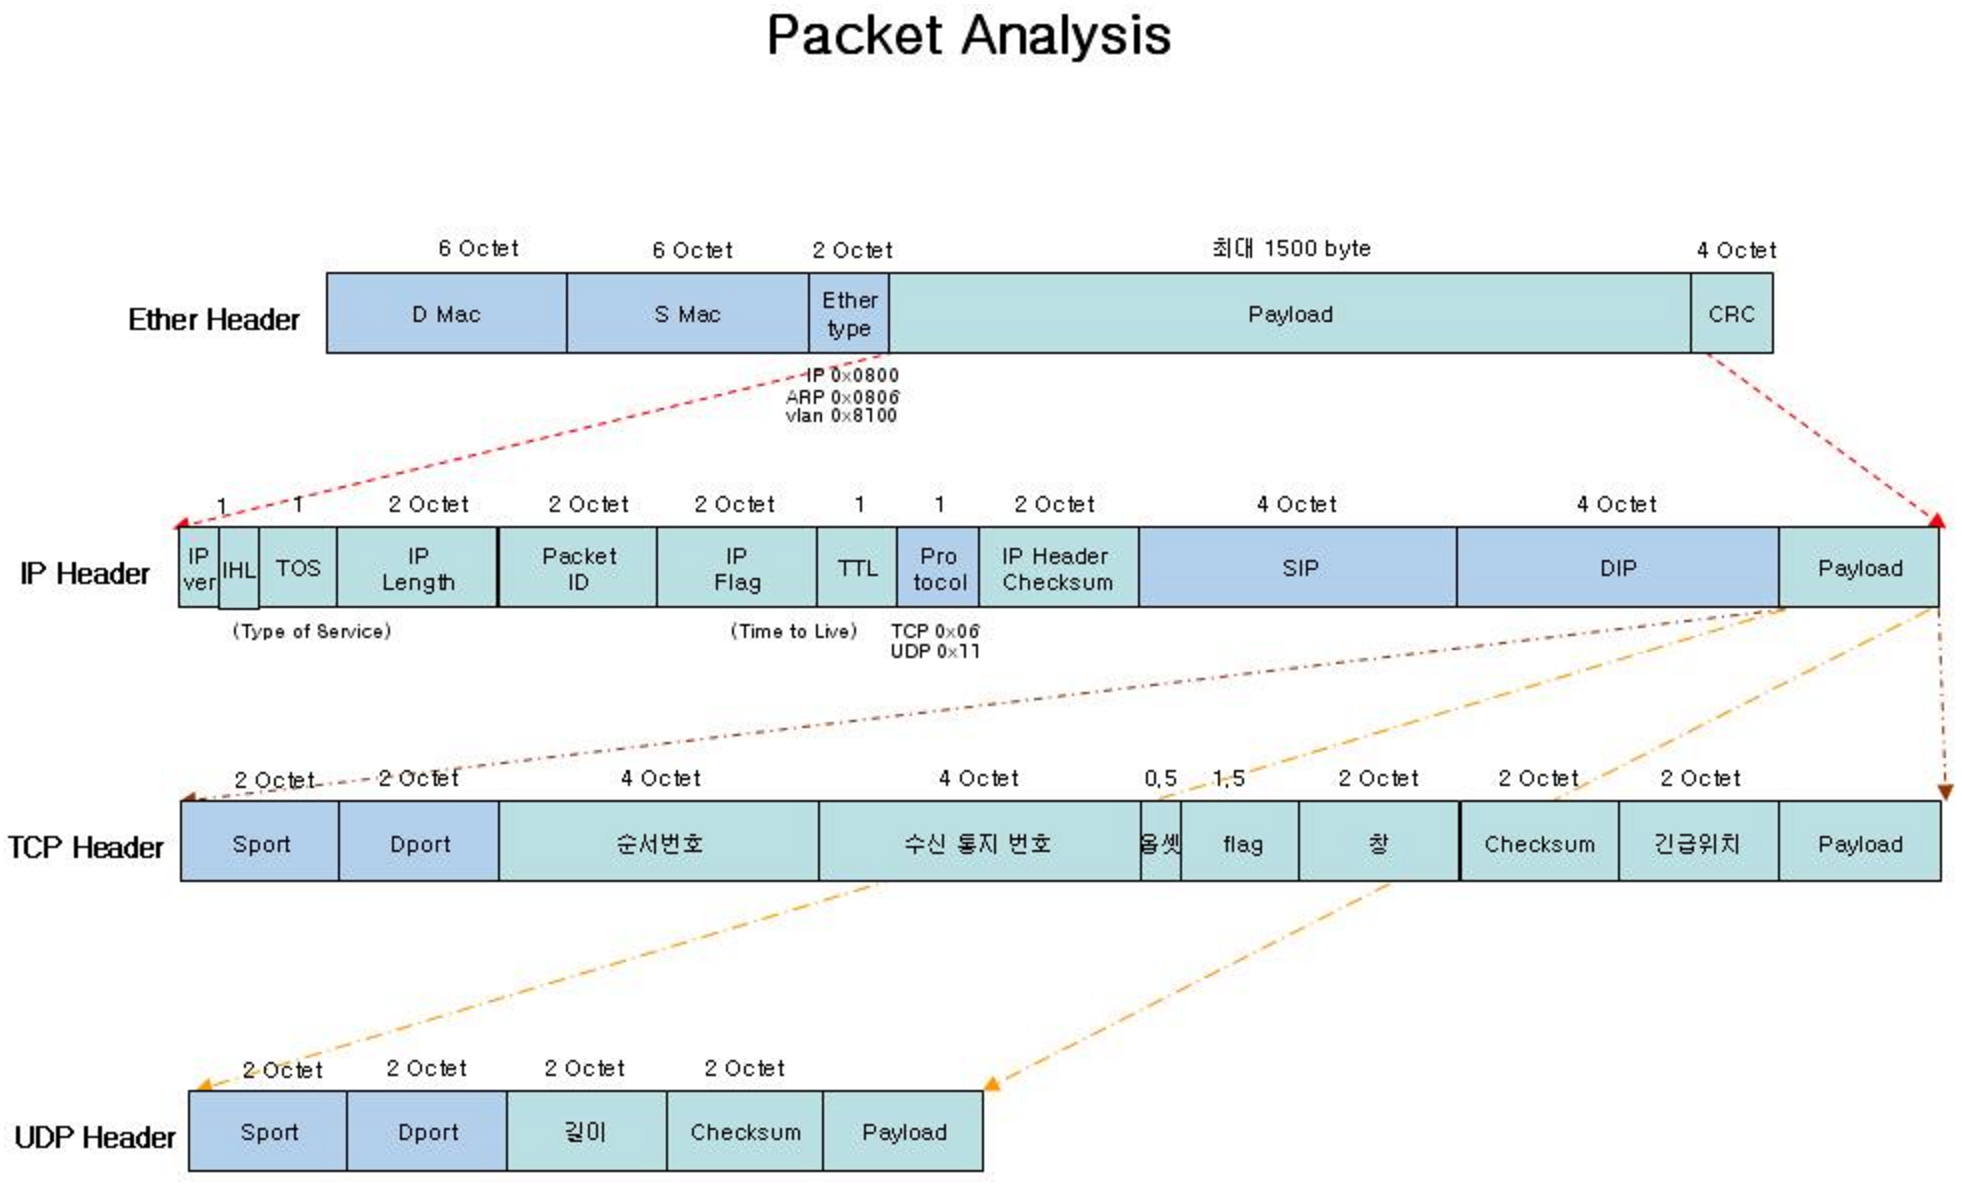 Packet Analysis
6 Octet 6 Octet 2 Octet 최대 1500 byte 4 Octet
Ether Header D Mac S Mac Ether type Payload CRC
IP 0x0800
ARP 0x0806
vlan 0x8100
1 1 2 Octet 2 Octet 2 Octet 1 1 2 Octet 4 Octet 4 Octet
IP Header IP ver IHL TOS IP Length Packet ID IP Flag TTL Pro tocol IP Header Checksum SIP DIP Payload
(Type of Service) (Time to Live) TCP 0x06
UDP 0x11
2 Octet 2 Octet 4 Octet 4 Octet 0,5 1,5 2 Octet 2 Octet 2 Octet
TCP Header Sport Dport 순서번호 수신 통지 번호 옵셋 flag 창 Checksum 긴급위치 Payload
2 Octet 2 Octet 2 Octet 2 Octet
UDP Header Sport Dport 길이 Checksum Payload